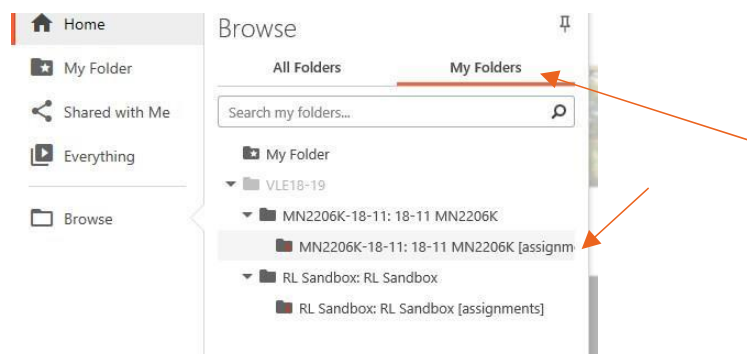 Home
My Folder
Shared with Me
Everything
Browse
Browse
All Folders My Folders
Search my folders...
My Folder
VLE18-19
MN2206K-18-11: 18-11 MN2206K
MN2206K-18-11: 18-11 MN2206K [assignm
RL Sandbox: RL Sandbox
RL Sandbox: RL Sandbox [assignments]